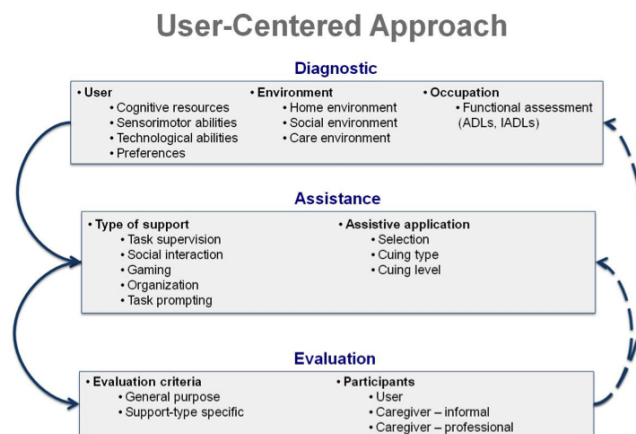 User-Centered Approach
Diagnostic
• User
• Cognitive resources
• Sensorimotor abilities
• Technological abilities
• Preferences
• Environment
• Home environment
• Social environment
• Care environment
• Occupation
• Functional assessment
(ADLs, IADLs)
Assistance
• Type of support
• Task supervision
• Social interaction
• Gaming
• Organization
• Task prompting
• Assistive application
• Selection
• Cuing type
• Cuing level
Evaluation
• Evaluation criteria
• General purpose
• Support-type specific
• Participants
• User
• Caregiver – informal
• Caregiver – professional